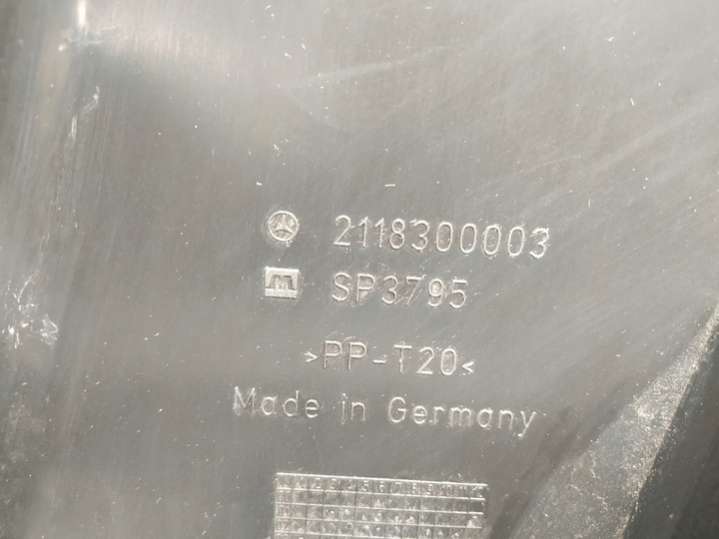 2118300003
SP3795
>PP-T20<
Made in Germany